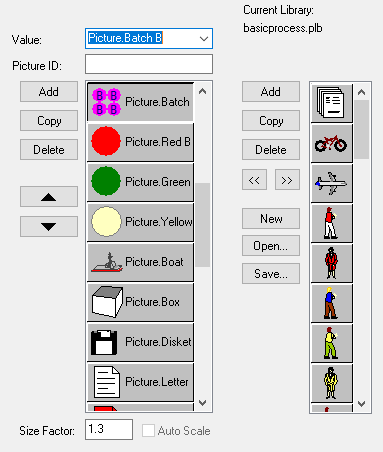 Current Library:
basicprocess.plb
Value:
Picture.Batch B
Picture ID:
Add
Copy
Delete
Picture.Batch
Picture.Red B
Picture.Green
Picture.Yellow
Picture.Boat
Picture.Box
Picture.Disket
Picture.Letter
Add
Copy
Delete
<<
>>
New
Open...
Save...
Size Factor:
1.3
Auto Scale